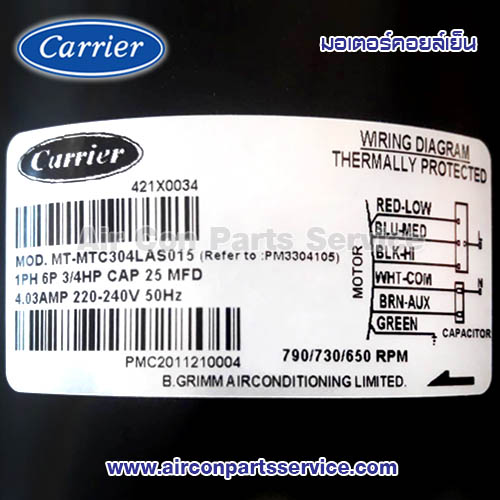 Carrier
มอเตอร์คอยล์เย็น
Carrier
421X0034
MOD. MT-MTC304LAS015 (Refer to :PM3304105)
1PH 6P 3/4HP CAP 25 MFD
4.03AMP 220-240V 50Hz
PMC2011210004
WIRING DIAGRAM
THERMALLY PROTECTED
MOTOR
RED-LOW
BLU-MED
BLK-HI
WHT-COM
BRN-AUX
GREEN
L
N
CAPACITOR
790/730/650 RPM
B.GRIMM AIRCONDITIONING LIMITED.
Air Con Parts Service
www.airconpartsservice.com